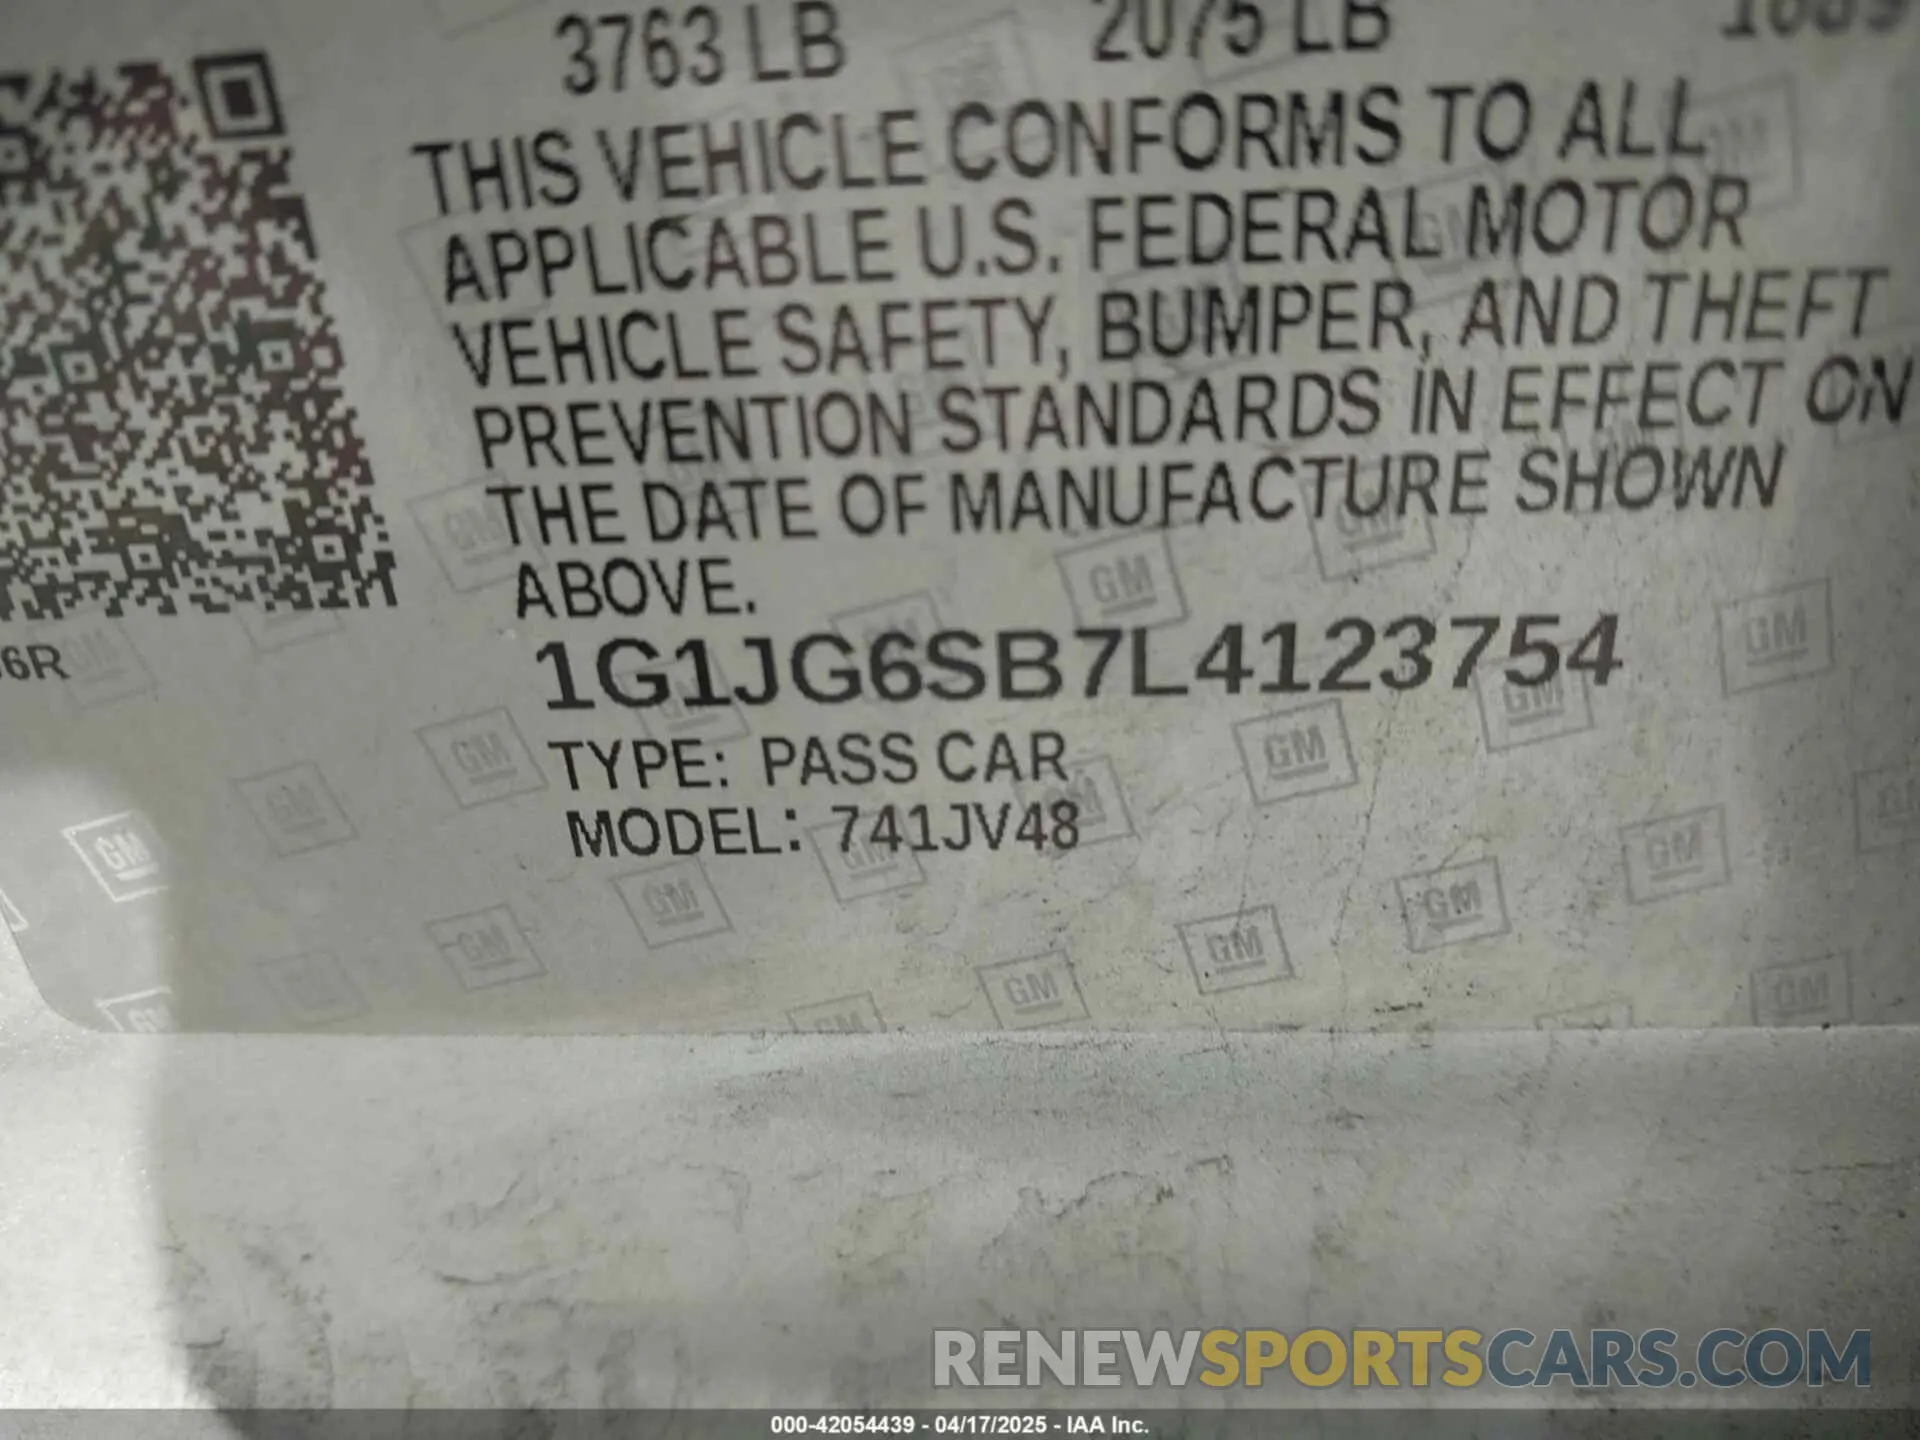 3763 LB 2075 LB
THIS VEHICLE CONFORMS TO ALL
APPLICABLE U.S. FEDERAL MOTOR
VEHICLE SAFETY, BUMPER, AND THEFT
PREVENTION STANDARDS IN EFFECT ON
THE DATE OF MANUFACTURE SHOWN
ABOVE.
6R
1G1JG6SB7L4123754
TYPE: PASS CAR
MODEL: 741JV48
GM
RENEWSPORTSCARS.COM
000-42054439 - 04/17/2025 - IAA Inc.